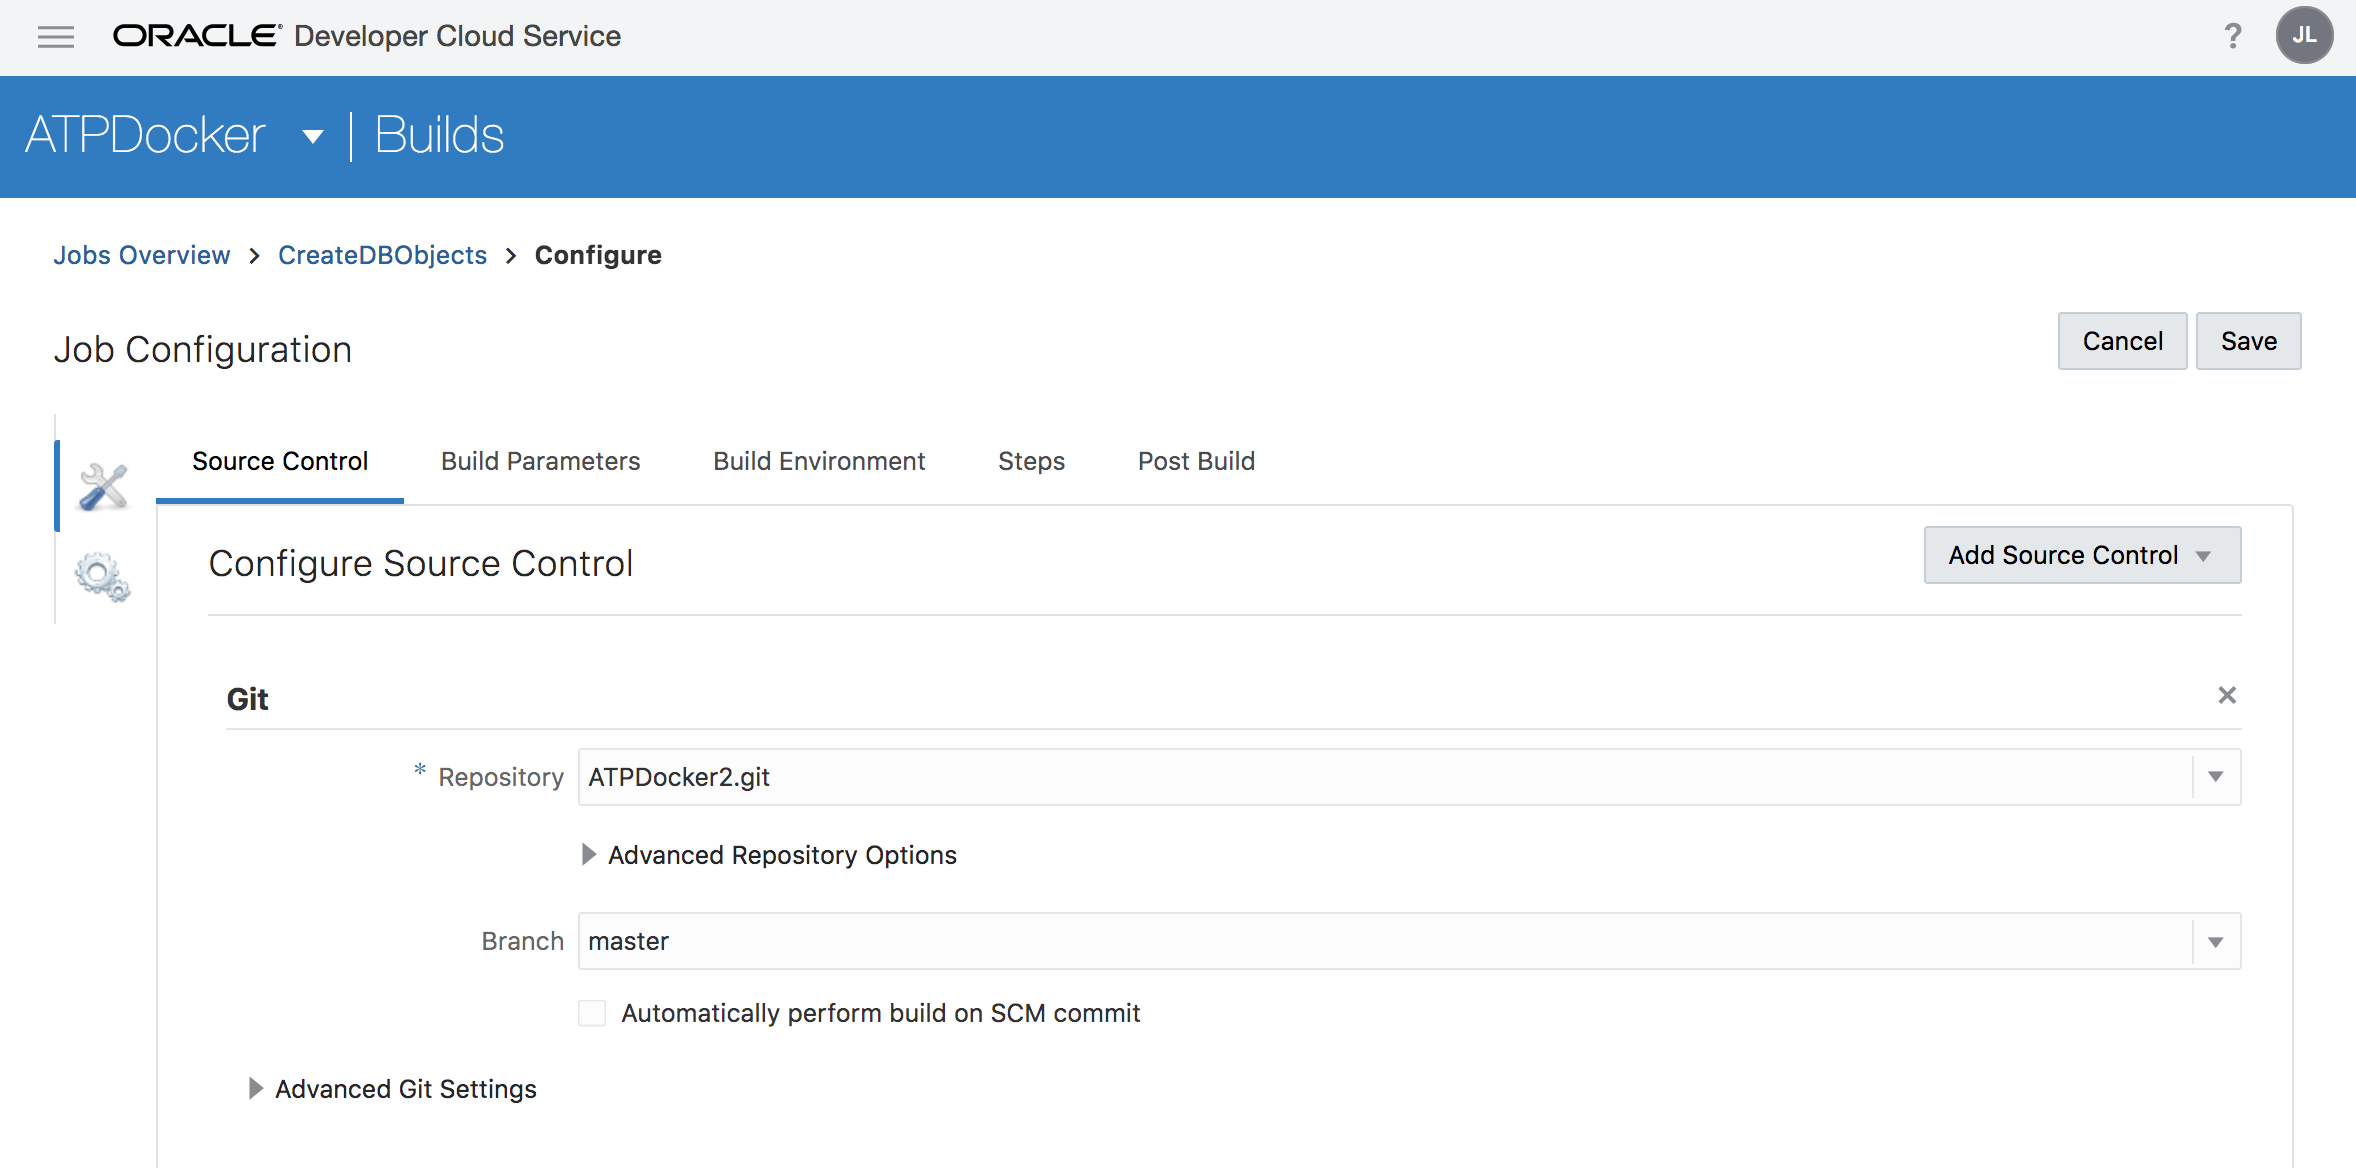 ORACLE® Developer Cloud Service ? JL
ATPDocker | Builds
Jobs Overview > CreateDBObjects > Configure
Job Configuration
Cancel Save
Source Control Build Parameters Build Environment Steps Post Build
Configure Source Control
Add Source Control
Git
* Repository ATPDocker2.git
Advanced Repository Options
Branch master
Automatically perform build on SCM commit
Advanced Git Settings